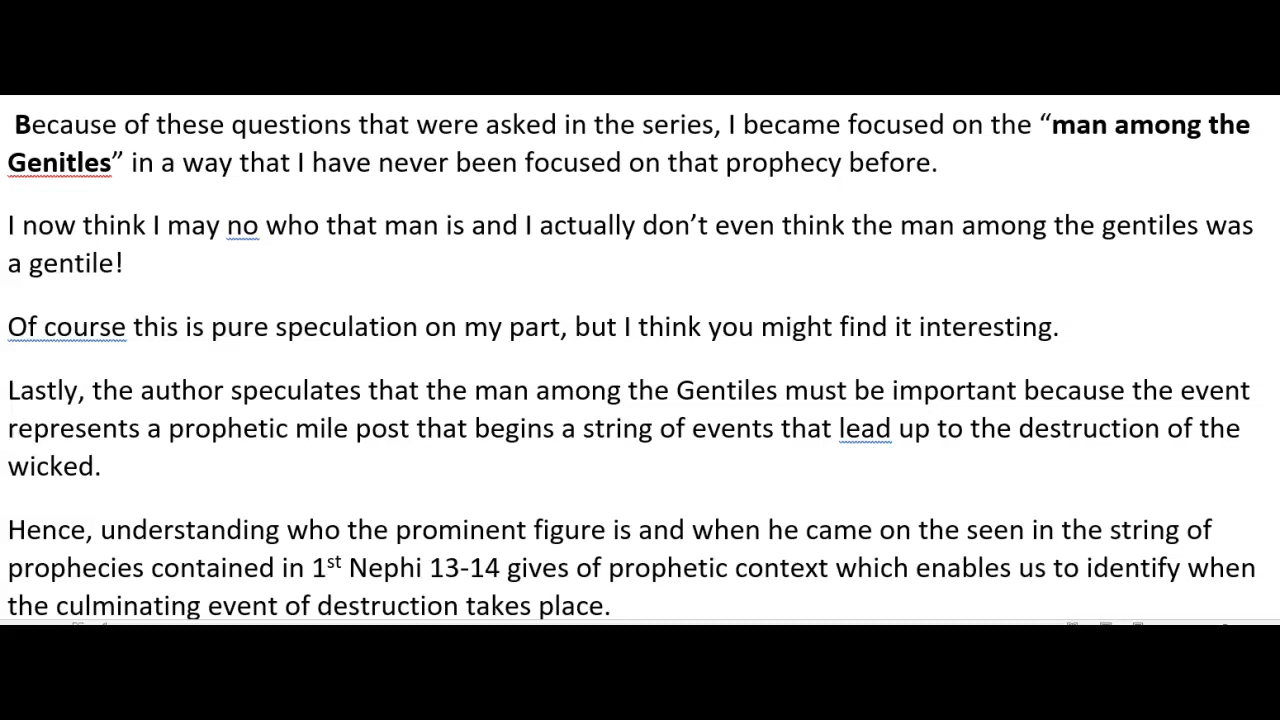 Because of these questions that were asked in the series, I became focused on the “man among the
Genitles” in a way that I have never been focused on that prophecy before.
I now think I may no who that man is and I actually don’t even think the man among the gentiles was
a gentile!
Of course this is pure speculation on my part, but I think you might find it interesting.
Lastly, the author speculates that the man among the Gentiles must be important because the event
represents a prophetic mile post that begins a string of events that lead up to the destruction of the
wicked.
Hence, understanding who the prominent figure is and when he came on the seen in the string of
prophecies contained in 1st Nephi 13-14 gives of prophetic context which enables us to identify when
the culminating event of destruction takes place.